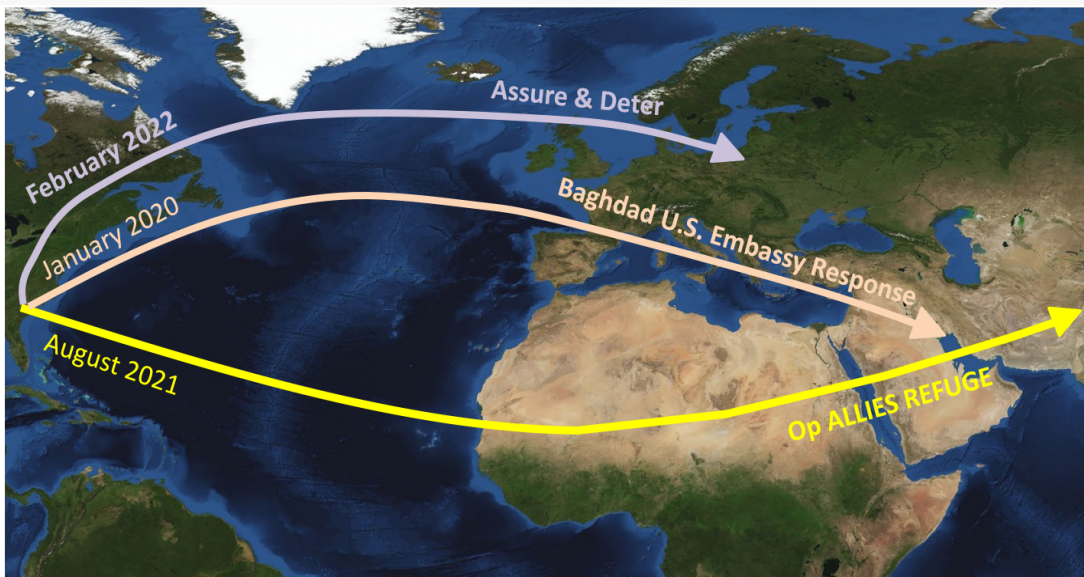 Assure & Deter
February 2022
January 2020
Baghdad U.S. Embassy Response
August 2021
Op ALLIES REFUGE